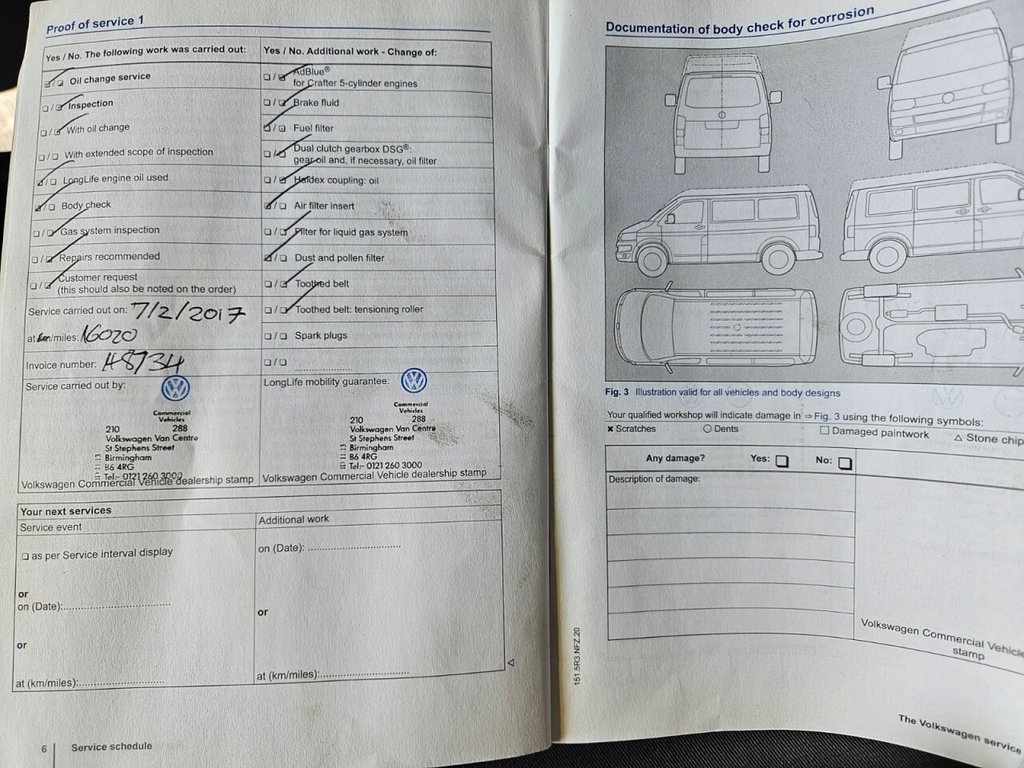 Proof of service 1
Yes / No. The following work was carried out:
Oil change service
Inspection
With oil change
With extended scope of inspection
LongLife engine oil used
Body check
Gas system inspection
Repairs recommended
Customer request
(this should also be noted on the order)
Service carried out on: 7/2/2017
at km/miles: 16020
Invoice number: 48734
Service carried out by:
Commercial
Vehicles
210 288
Volkswagen Van Centre
St Stephens Street
Birmingham
B6 4RG
Tel:- 0121 260 3000
Volkswagen Commercial Vehicle dealership stamp
Yes / No. Additional work - Change of:
AdBlue®
for Crafter 5-cylinder engines
Brake fluid
Fuel filter
Dual clutch gearbox DSG®:
gear oil and, if necessary, oil filter
Haldex coupling: oil
Air filter insert
Filter for liquid gas system
Dust and pollen filter
Toothed belt
Toothed belt: tensioning roller
Spark plugs
LongLife mobility guarantee:
Commercial
Vehicles
210 288
Volkswagen Van Centre
St Stephens Street
Birmingham
B6 4RG
Tel:- 0121 260 3000
Volkswagen Commercial Vehicle dealership stamp
Your next services
Service event
as per Service interval display
or
on (Date):
or
at (km/miles):
Additional work
on (Date):
or
at (km/miles):
6 Service schedule
Documentation of body check for corrosion
Fig. 3 Illustration valid for all vehicles and body designs
Your qualified workshop will indicate damage in ⇒ Fig. 3 using the following symbols:
× Scratches
○ Dents
□ Damaged paintwork
△ Stone chip
Any damage? Yes: No:
Description of damage:
Volkswagen Commercial Vehicle
stamp
151.5R3.NFZ.20
The Volkswagen service